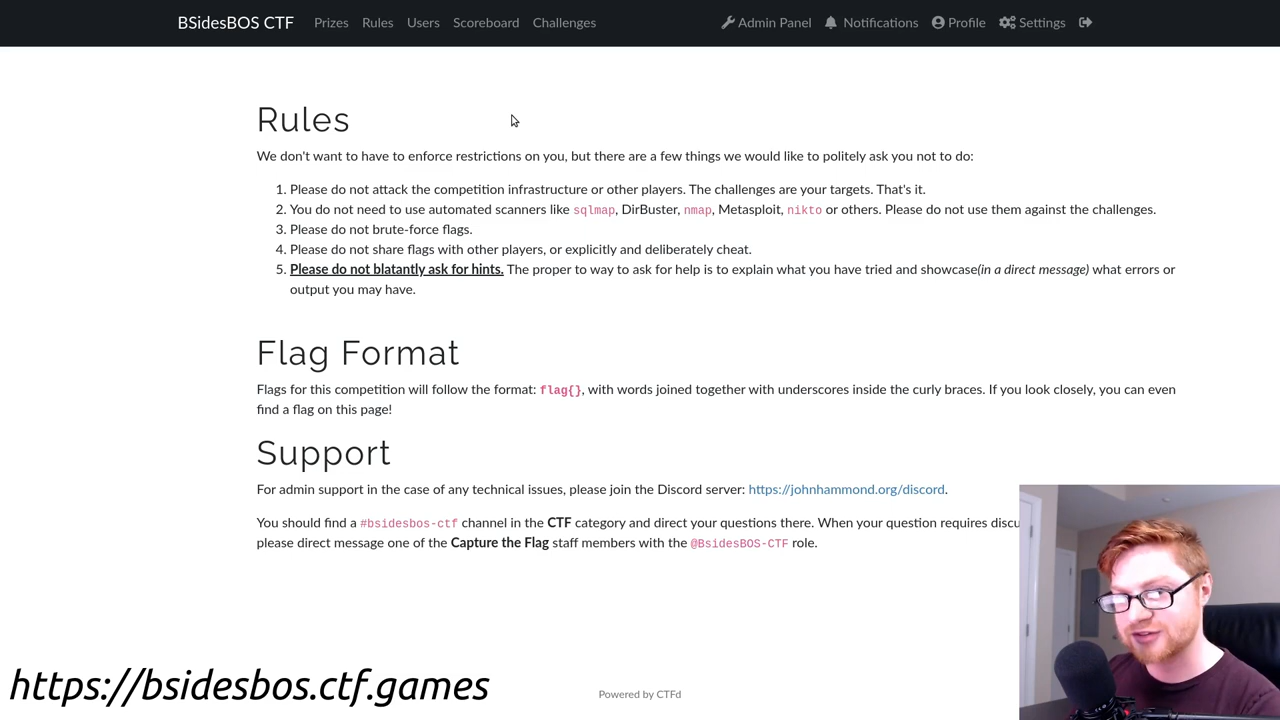 BSidesBOS CTF Prizes Rules Users Scoreboard Challenges Admin Panel Notifications Profile Settings
Rules
We don't want to have to enforce restrictions on you, but there are a few things we would like to politely ask you not to do:
1. Please do not attack the competition infrastructure or other players. The challenges are your targets. That's it.
2. You do not need to use automated scanners like sqlmap, DirBuster, nmap, Metasploit, nikto or others. Please do not use them against the challenges.
3. Please do not brute-force flags.
4. Please do not share flags with other players, or explicitly and deliberately cheat.
5. Please do not blatantly ask for hints. The proper to way to ask for help is to explain what you have tried and showcase(in a direct message) what errors or
output you may have.
Flag Format
Flags for this competition will follow the format: flag{}, with words joined together with underscores inside the curly braces. If you look closely, you can even
find a flag on this page!
Support
For admin support in the case of any technical issues, please join the Discord server: https://johnhammond.org/discord.
You should find a #bsidesbos-ctf channel in the CTF category and direct your questions there. When your question requires discu
please direct message one of the Capture the Flag staff members with the @BsidesBOS-CTF role.
https://bsidesbos.ctf.games
Powered by CTFd